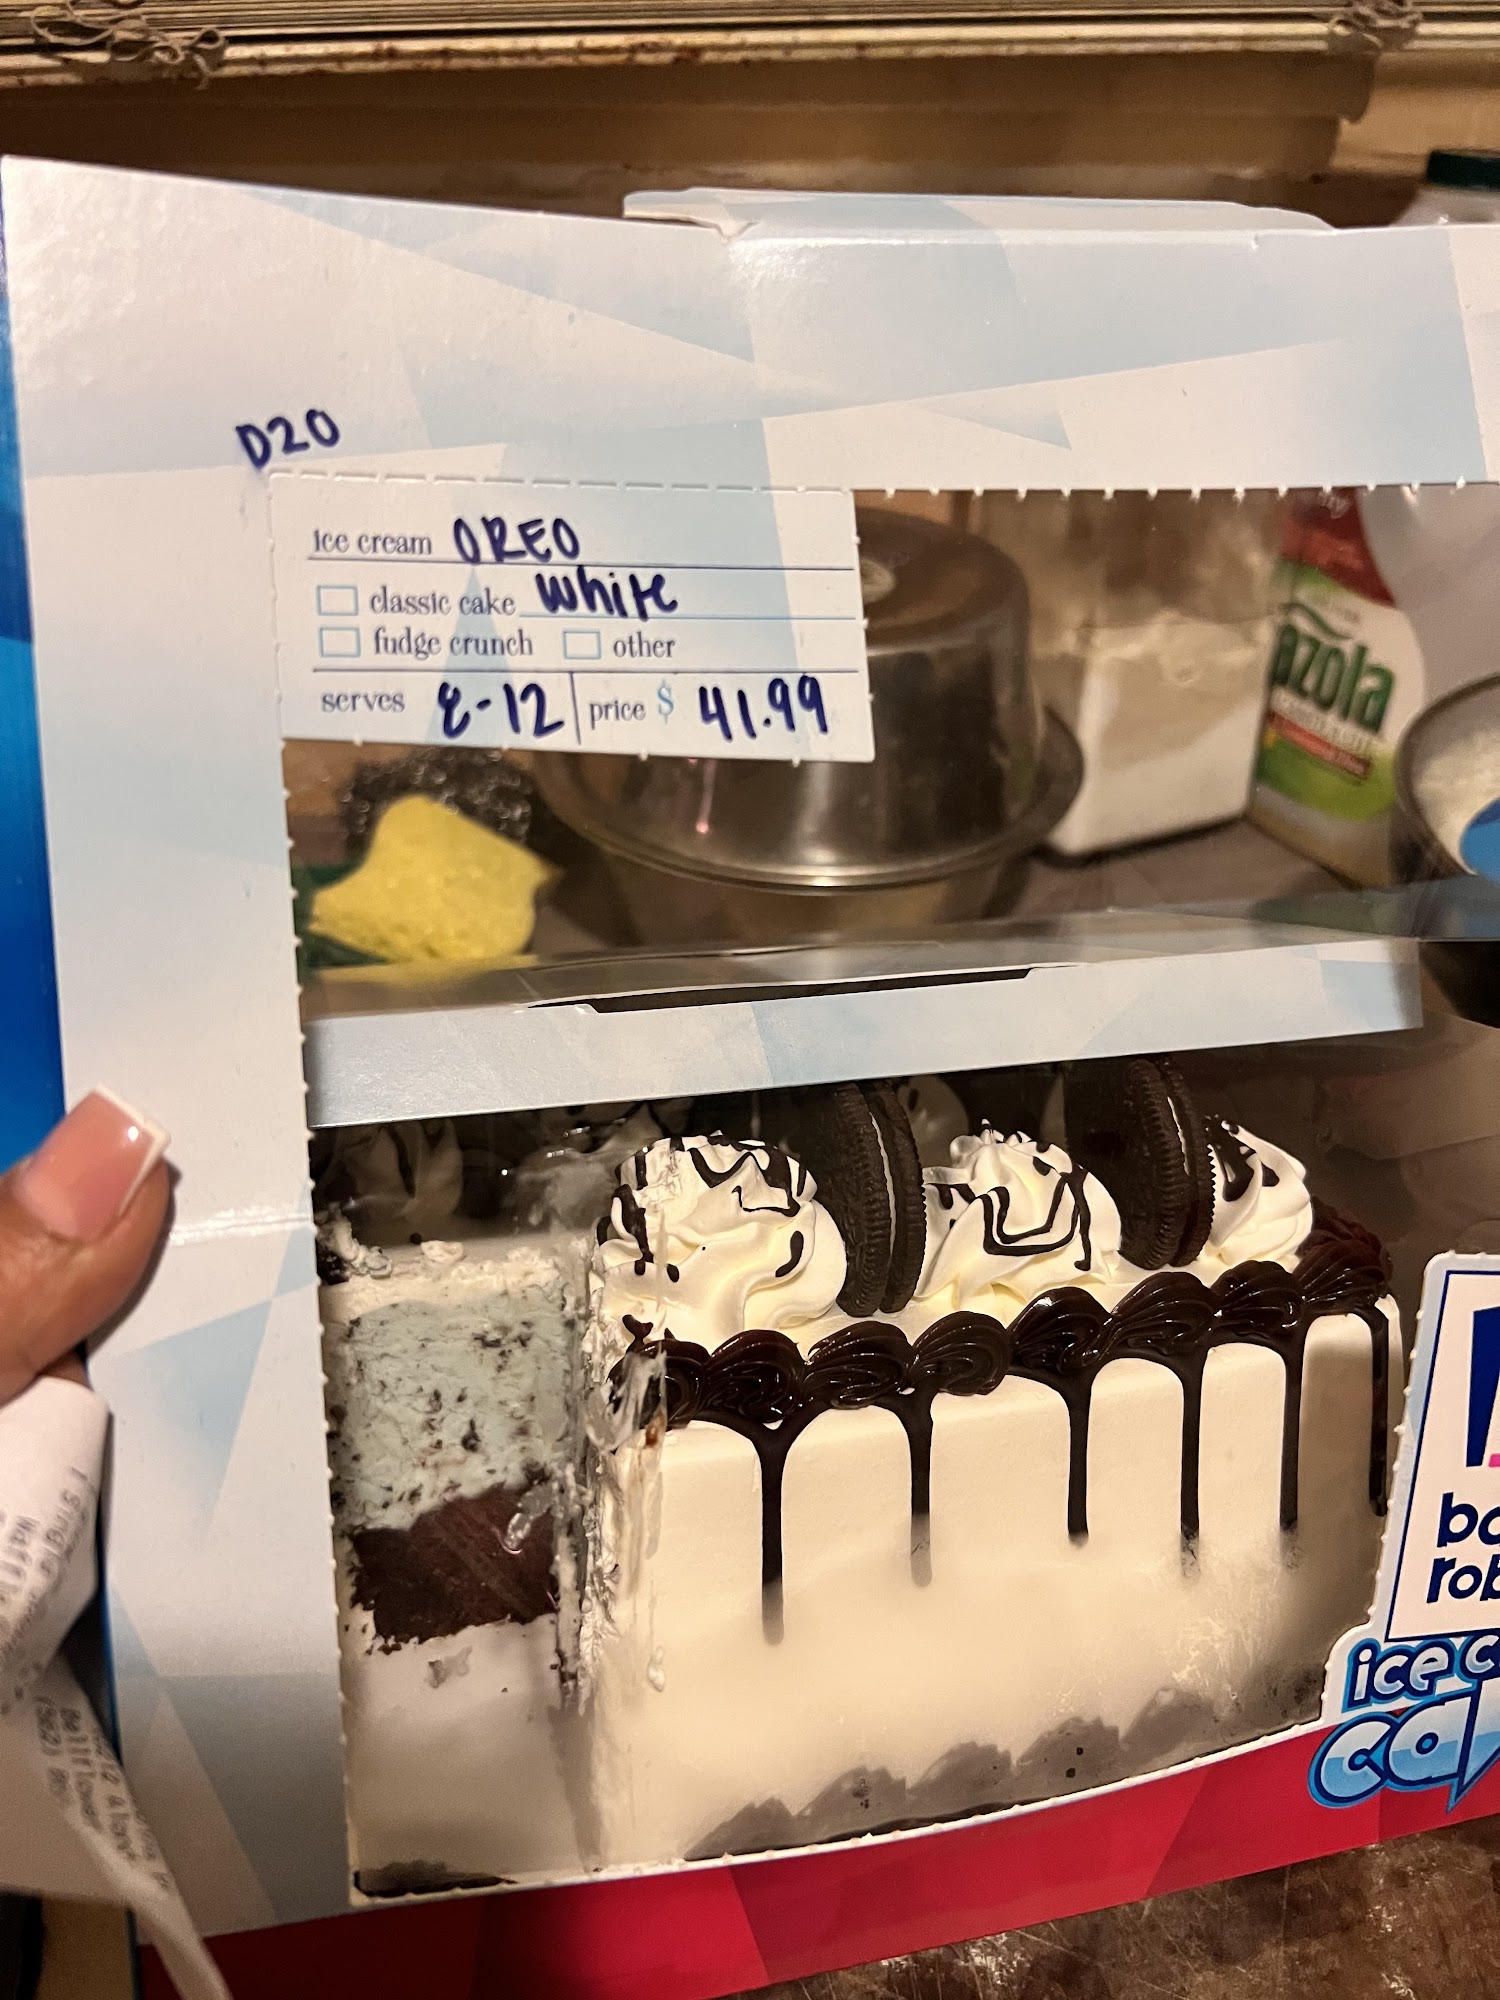 D20
ice cream OREO
classic cake White
fudge crunch other
serves 8-12 price $ 41.99
azola
ba
rob
ice c
ca
Bellflower